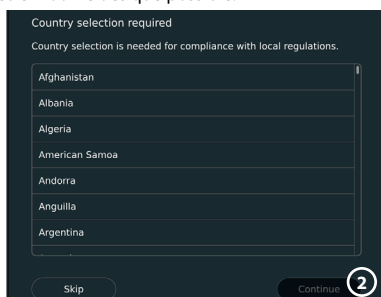 Country selection required
Country selection is needed for compliance with local regulations.
Afghanistan
Albania
Algeria
American Samoa
Andorra
Anguilla
Argentina
Skip
Continue
2